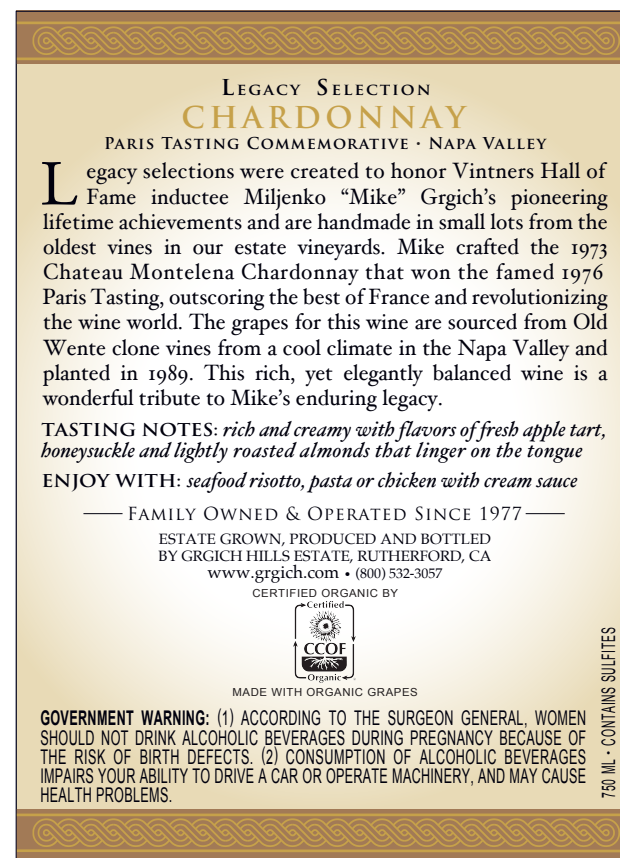 Legacy Selection
CHARDONNAY
Paris Tasting Commemorative · Napa Valley
Legacy selections were created to honor Vintners Hall of
Fame inductee Miljenko “Mike” Grgich’s pioneering
lifetime achievements and are handmade in small lots from the
oldest vines in our estate vineyards. Mike crafted the 1973
Chateau Montelena Chardonnay that won the famed 1976
Paris Tasting, outscoring the best of France and revolutionizing
the wine world. The grapes for this wine are sourced from Old
Wente clone vines from a cool climate in the Napa Valley and
planted in 1989. This rich, yet elegantly balanced wine is a
wonderful tribute to Mike’s enduring legacy.
TASTING NOTES: rich and creamy with flavors of fresh apple tart,
honeysuckle and lightly roasted almonds that linger on the tongue
ENJOY WITH: seafood risotto, pasta or chicken with cream sauce
Family Owned & Operated Since 1977
ESTATE GROWN, PRODUCED AND BOTTLED
BY GRGICH HILLS ESTATE, RUTHERFORD, CA
www.grgich.com • (800) 532-3057
CERTIFIED ORGANIC BY
Certified
CCOF
Organic
MADE WITH ORGANIC GRAPES
GOVERNMENT WARNING: (1) ACCORDING TO THE SURGEON GENERAL, WOMEN
SHOULD NOT DRINK ALCOHOLIC BEVERAGES DURING PREGNANCY BECAUSE OF
THE RISK OF BIRTH DEFECTS. (2) CONSUMPTION OF ALCOHOLIC BEVERAGES
IMPAIRS YOUR ABILITY TO DRIVE A CAR OR OPERATE MACHINERY, AND MAY CAUSE
HEALTH PROBLEMS.
750 ML • CONTAINS SULFITES